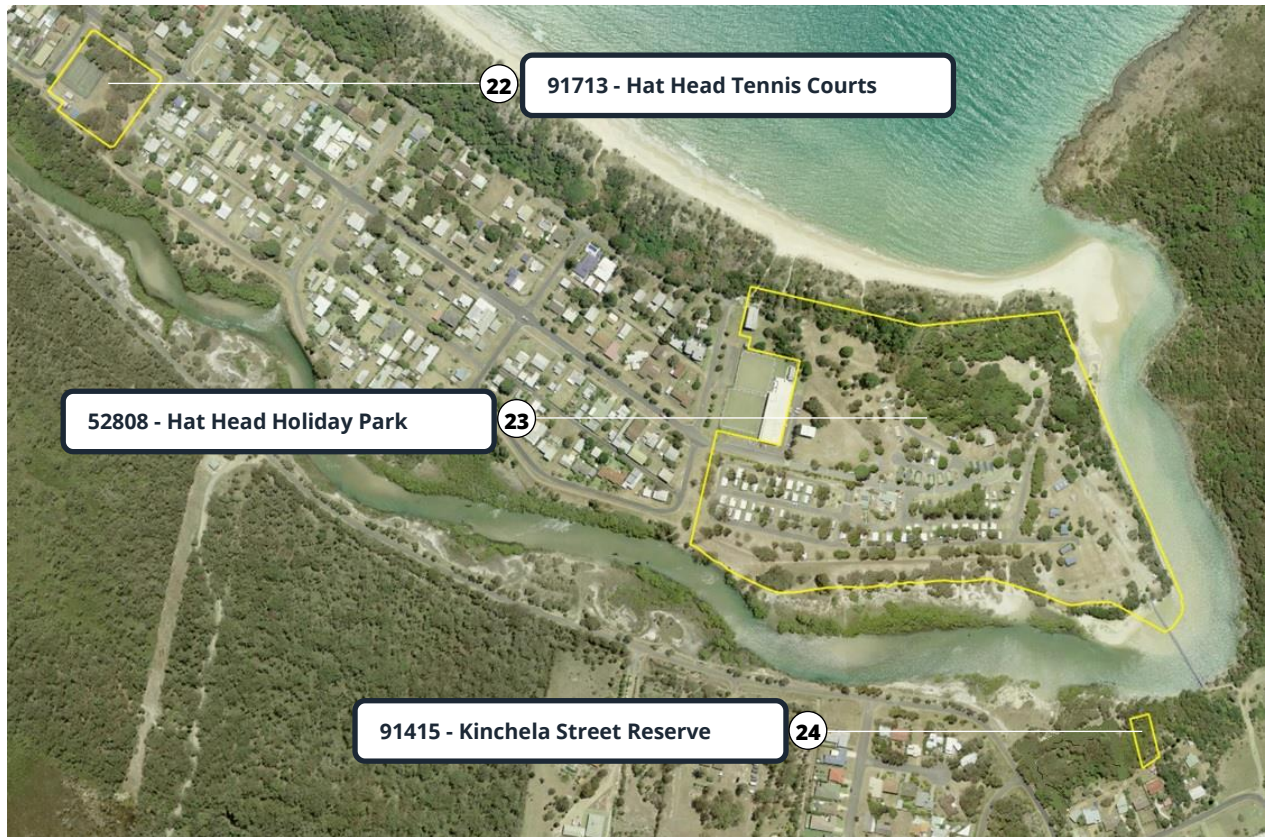 22 91713 - Hat Head Tennis Courts
52808 - Hat Head Holiday Park 23
91415 - Kinchela Street Reserve 24